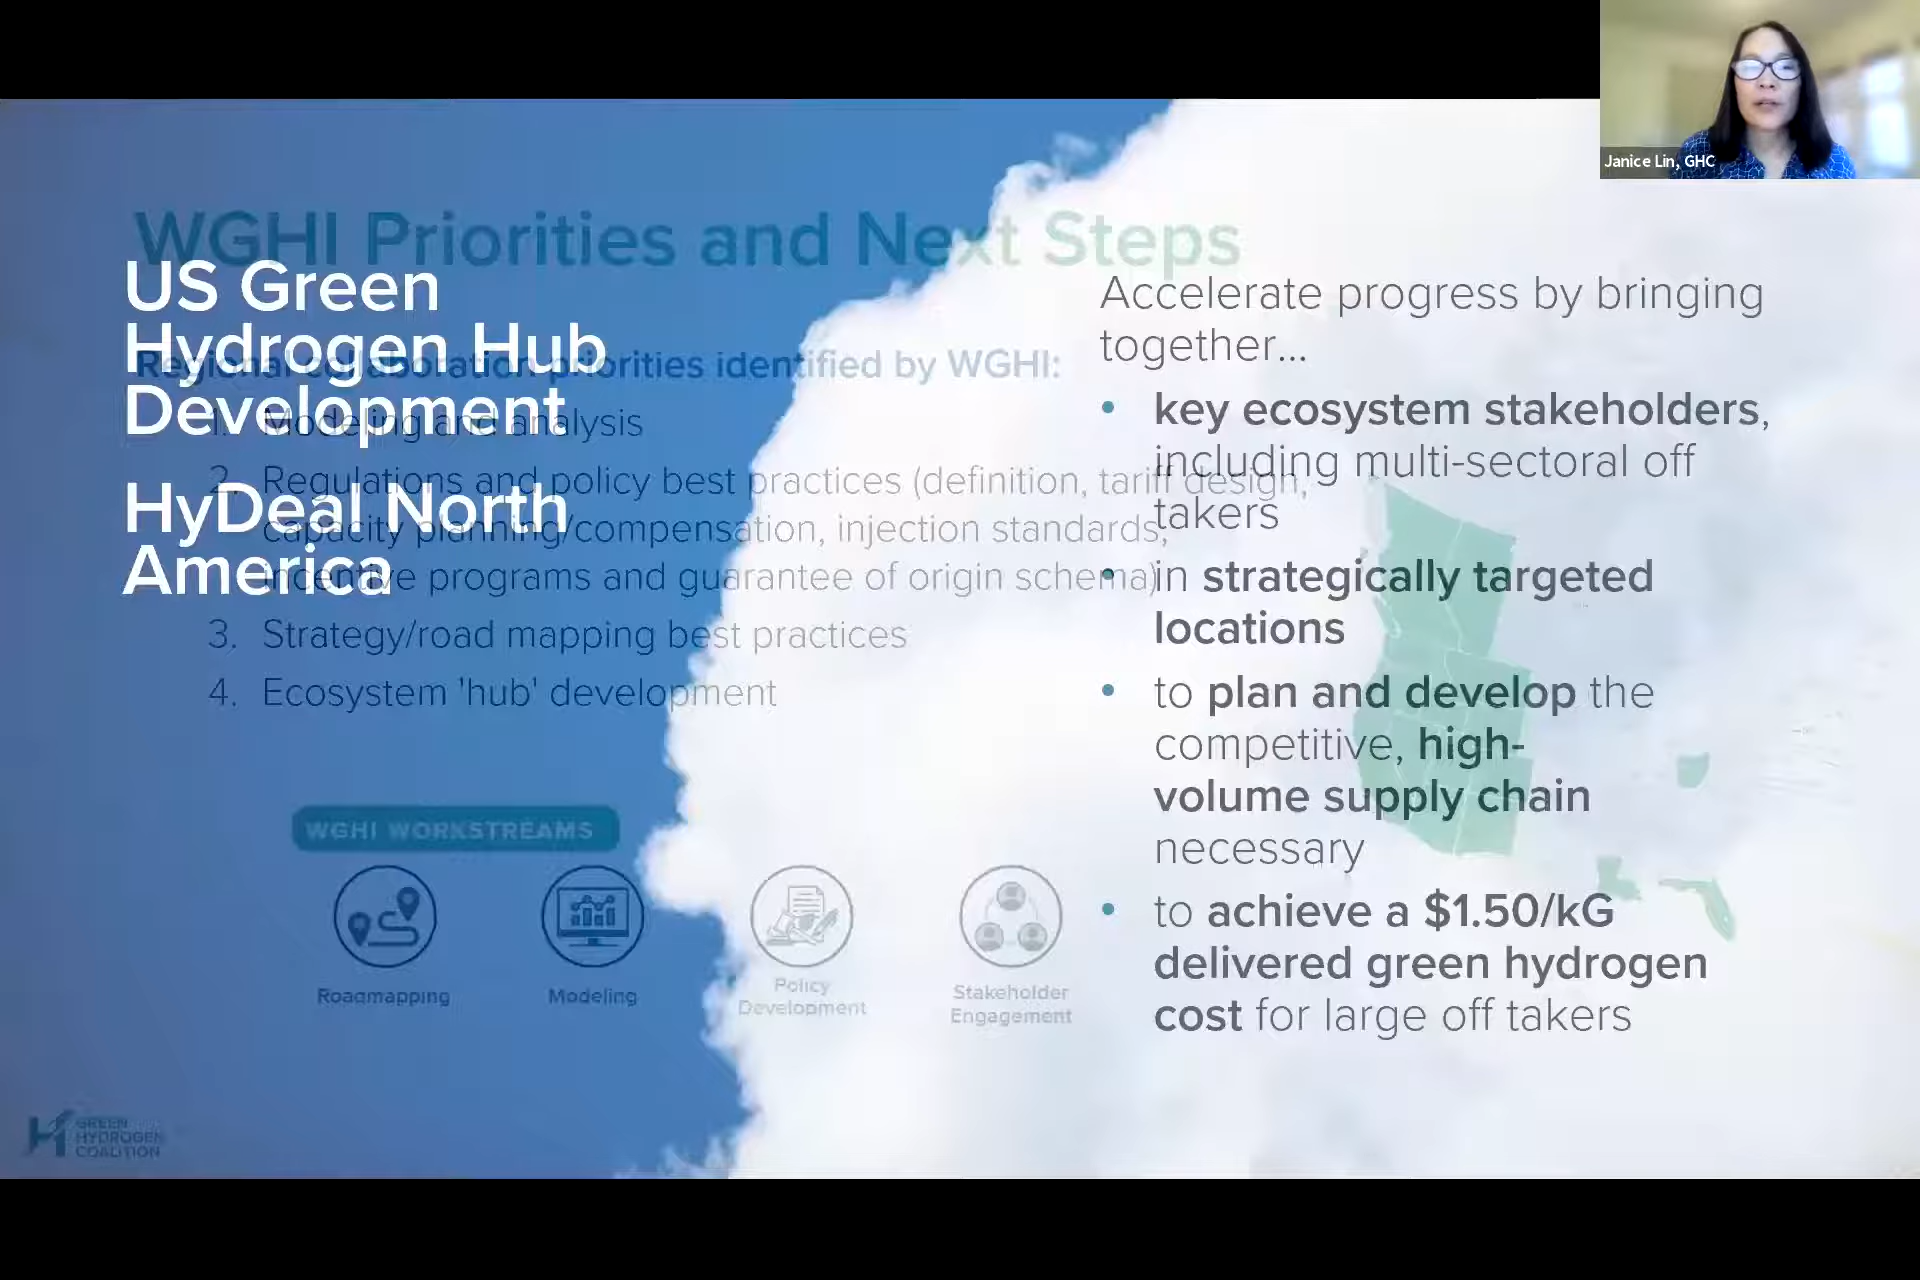 Janice Lin, GHC
WGHI Priorities and Next Steps
US Green
Hydrogen Hub
Development
HyDeal North
America
Regional collaboration priorities identified by WGHI:
1. Modeling and analysis
2. Regulations and policy best practices (definition, tariff design,
capacity planning/compensation, injection standards,
incentive programs and guarantee of origin schema)
3. Strategy/road mapping best practices
4. Ecosystem 'hub' development
WGHI WORKSTREAMS
Roadmapping
Modeling
Policy
Development
Stakeholder
Engagement
Accelerate progress by bringing
together...
• key ecosystem stakeholders,
including multi-sectoral off
takers
• in strategically targeted
locations
• to plan and develop the
competitive, high-
volume supply chain
necessary
• to achieve a $1.50/kG
delivered green hydrogen
cost for large off takers
GREEN
HYDROGEN
COALITION